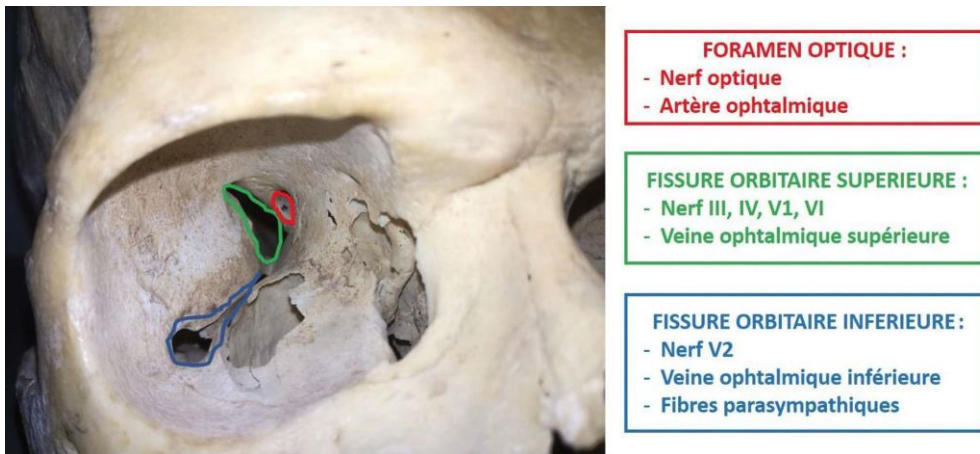 FORAMEN OPTIQUE :
- Nerf optique
- Artère ophtalmique
FISSURE ORBITAIRE SUPERIEURE :
- Nerf III, IV, V1, VI
- Veine ophtalmique supérieure
FISSURE ORBITAIRE INFERIEURE :
- Nerf V2
- Veine ophtalmique inférieure
- Fibres parasympathiques